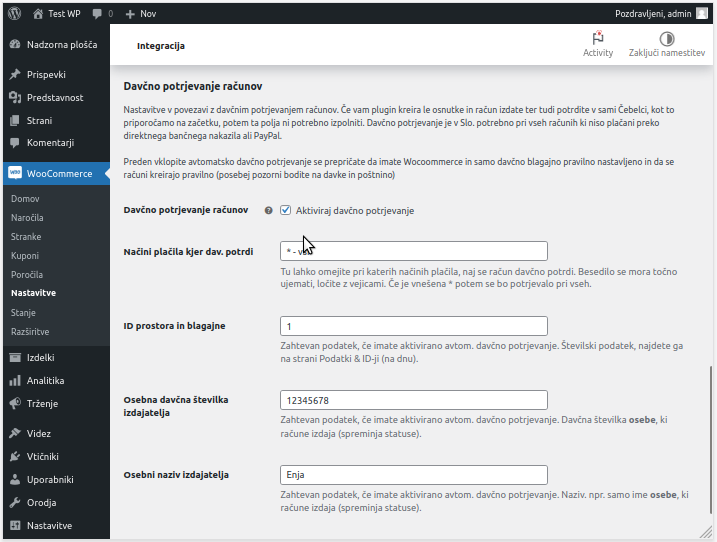 Test WP
0
Nov
Pozdravljeni, admin
Nadzorna plošča
Prispevki
Predstavnost
Strani
Komentarji
WooCommerce
Domov
Naročila
Stranke
Kuponi
Poročila
Nastavitve
Stanje
Razširitve
Izdelki
Analitika
Trženje
Videz
Vtičniki
Uporabniki
Orodja
Nastavitve
Integracija
Activity
Zaključi namestitev
Davčno potrjevanje računov
Nastavitve v povezavi z davčnim potrjevanjem računov. Če vam plugin kreira le osnutke in račun izdate ter tudi potrdite v sami Čebelci, kot to
priporočamo na začetku, potem ta polja ni potrebno izpolniti. Davčno potrjevanje je v Slo. potrebno pri vseh računih ki niso plačani preko
direktnega bančnega nakazila ali PayPal.
Preden vklopite avtomatsko davčno potrjevanje se prepričate da imate Wocoommerce in samo davčno blagajno pravilno nastavljeno in da se
računi kreirajo pravilno (posebej pozorni bodite na davke in poštnino)
Davčno potrjevanje računov
Aktiviraj davčno potrjevanje
Načini plačila kjer dav. potrdi
* -
Tu lahko omejite pri katerih načinih plačila, naj se račun davčno potrdi. Besedilo se mora točno
ujemati, ločite z vejicami. Če je vnešena * potem se bo potrjevalo pri vseh.
ID prostora in blagajne
1
Zahtevan podatek, če imate aktivirano avtom. davčno potrjevanje. Številski podatek, najdete ga
na strani Podatki & ID-ji (na dnu).
Osebna davčna številka
izdajatelja
12345678
Zahtevan podatek, če imate aktivirano avtom. davčno potrjevanje. Davčna številka osebe, ki
račune izdaja (spreminja statuse).
Osebni naziv izdajatelja
Enja
Zahtevan podatek, če imate aktivirano avtom. davčno potrjevanje. Naziv. npr. samo ime osebe, ki
račune izdaja (spreminja statuse).